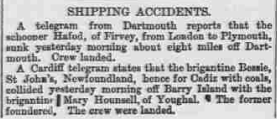 SHIPPING ACCIDENTS.
A telegram from Dartmouth reports that the
schooner Hafod, of Firvey, from London to Plymouth,
sunk yesterday morning about eight miles off Dart-
mouth. Crew landed.
A Cardiff telegram states that the brigantine Bessie,
St John's, Newfoundland, hence for Cadiz with coals,
collided yesterday morning off Barry Island with the
brigantine Mary Hounsell, of Youghal. The former
foundered. The crew were landed.